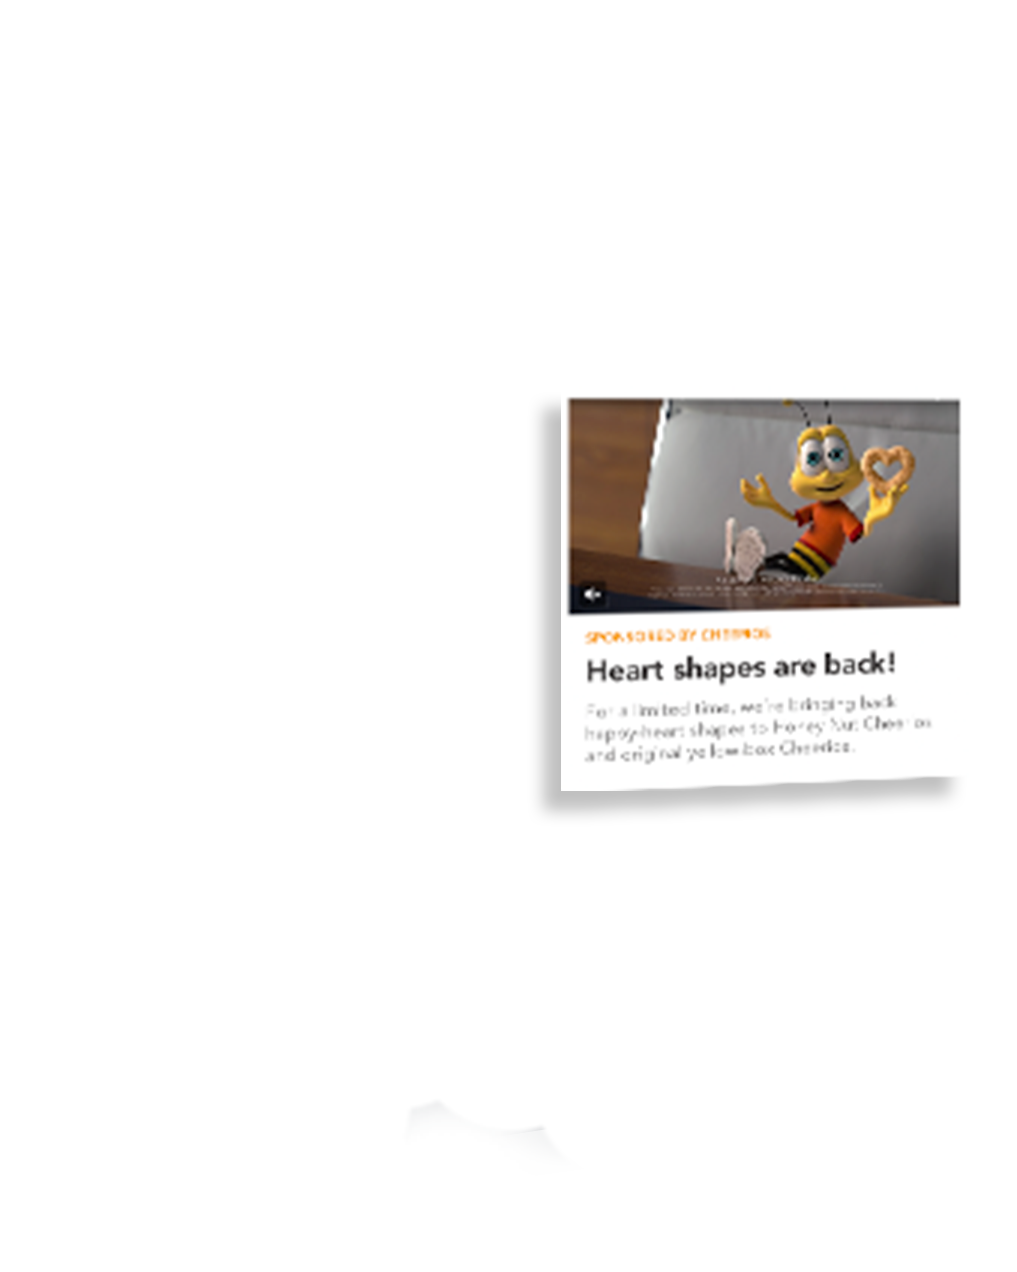 SPONSORED BY CHEERIOS
Heart shapes are back!
For a limited time, we're bringing back
happy-heart shapes to Honey Nut Cheerios
and original yellow-box Cheerios.